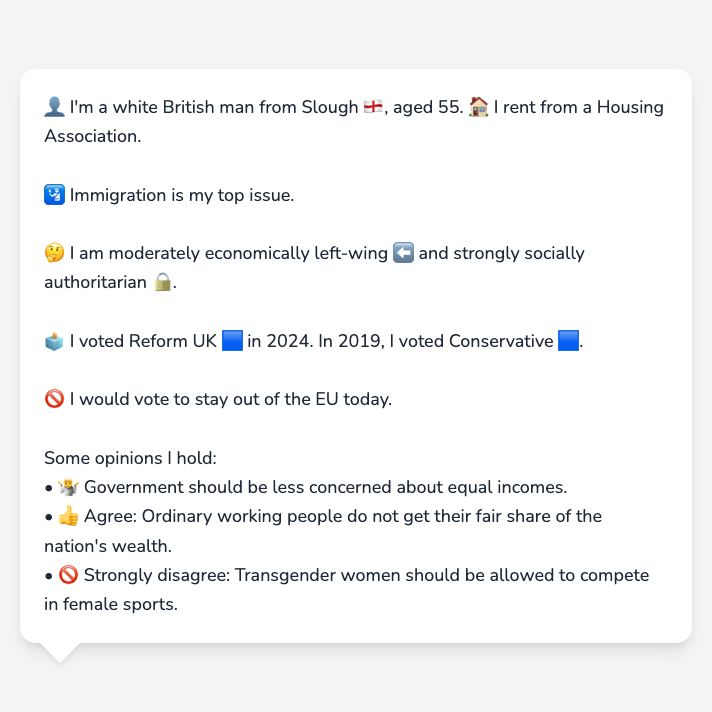 👤 I'm a white British man from Slough 🏴󠁧󠁢󠁥󠁮󠁧󠁿, aged 55. 🏠 I rent from a Housing
Association.
🛂 Immigration is my top issue.
🤔 I am moderately economically left-wing ⬅️ and strongly socially
authoritarian 🔒.
🗳️ I voted Reform UK 🟦 in 2024. In 2019, I voted Conservative 🟦.
🚫 I would vote to stay out of the EU today.
Some opinions I hold:
• 🤷 Government should be less concerned about equal incomes.
• 👍 Agree: Ordinary working people do not get their fair share of the
nation's wealth.
• 🚫 Strongly disagree: Transgender women should be allowed to compete
in female sports.